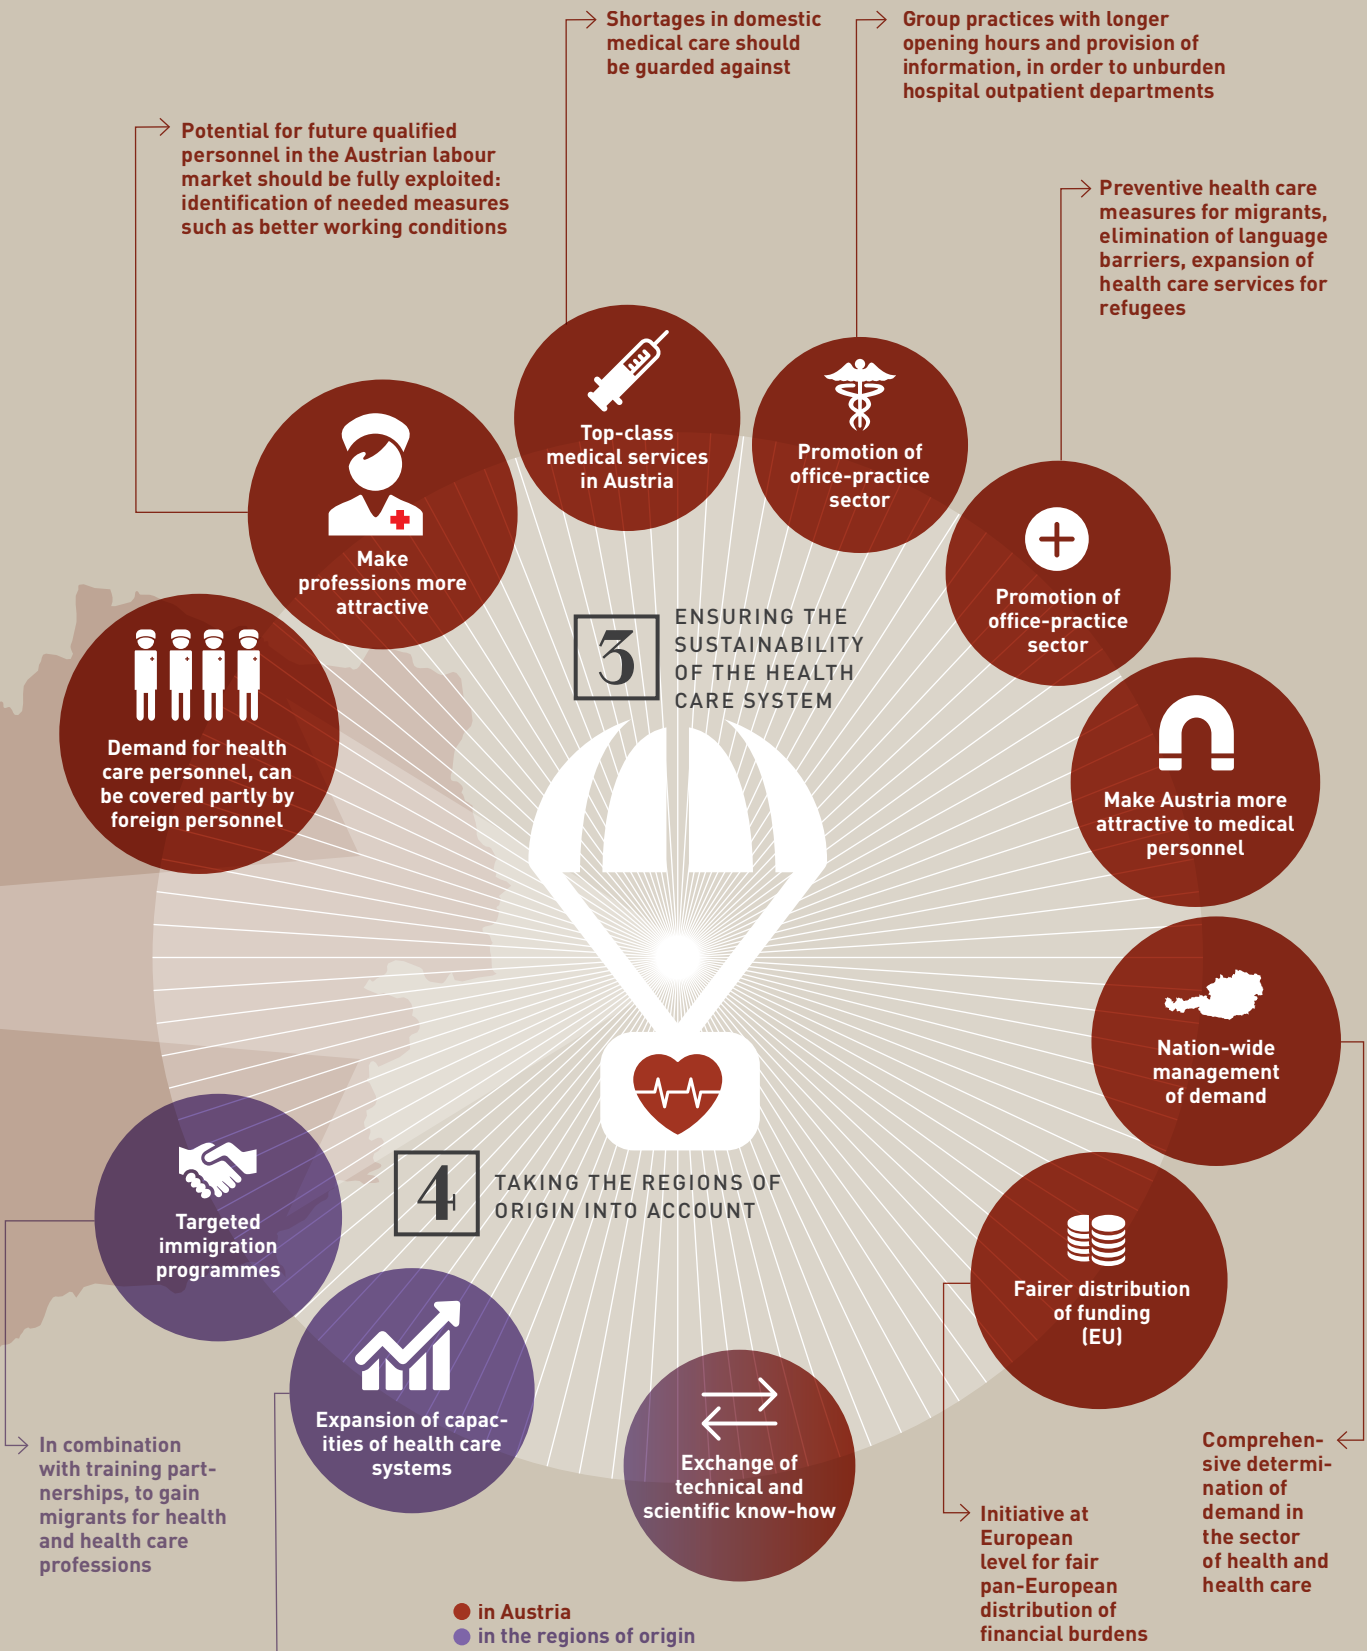 Shortages in domestic
medical care should
be guarded against
Group practices with longer
opening hours and provision of
information, in order to unburden
hospital outpatient departments
Potential for future qualified
personnel in the Austrian labour
market should be fully exploited:
identification of needed measures
such as better working conditions
Preventive health care
measures for migrants,
elimination of language
barriers, expansion of
health care services for
refugees
Top-class
medical services
in Austria
Promotion of
office-practice
sector
Make
professions more
attractive
Promotion of
office-practice
sector
3
ENSURING THE
SUSTAINABILITY
OF THE HEALTH
CARE SYSTEM
Demand for health
care personnel, can
be covered partly by
foreign personnel
Make Austria more
attractive to medical
personnel
Nation-wide
management
of demand
4
TAKING THE REGIONS OF
ORIGIN INTO ACCOUNT
Targeted
immigration
programmes
Fairer distribution
of funding
(EU)
Expansion of capac-
ities of health care
systems
Exchange of
technical and
scientific know-how
In combination
with training part-
nerships, to gain
migrants for health
and health care
professions
Initiative at
European
level for fair
pan-European
distribution of
financial burdens
Comprehen-
sive determi-
nation of
demand in
the sector
of health and
health care
in Austria
in the regions of origin